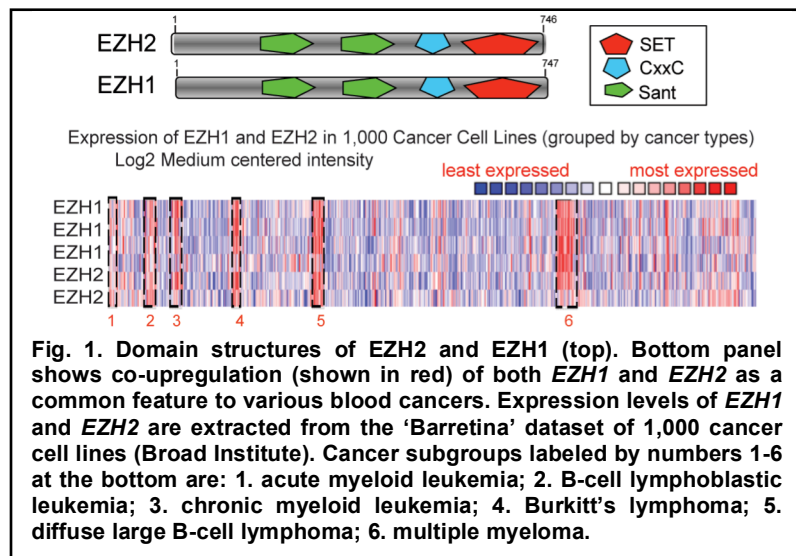 1 746
EZH2
1 747
EZH1
SET
CxxC
Sant
Expression of EZH1 and EZH2 in 1,000 Cancer Cell Lines (grouped by cancer types)
Log2 Medium centered intensity
least expressed most expressed
EZH1
EZH1
EZH1
EZH2
EZH2
1 2 3 4 5 6
Fig. 1. Domain structures of EZH2 and EZH1 (top). Bottom panel
shows co-upregulation (shown in red) of both EZH1 and EZH2 as a
common feature to various blood cancers. Expression levels of EZH1
and EZH2 are extracted from the ‘Barretina’ dataset of 1,000 cancer
cell lines (Broad Institute). Cancer subgroups labeled by numbers 1-6
at the bottom are: 1. acute myeloid leukemia; 2. B-cell lymphoblastic
leukemia; 3. chronic myeloid leukemia; 4. Burkitt’s lymphoma; 5.
diffuse large B-cell lymphoma; 6. multiple myeloma.